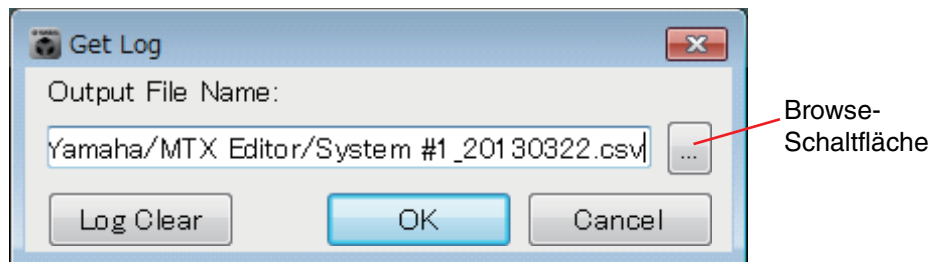 Get Log
Output File Name:
Yamaha/MTX Editor/System #1_20130322.csv
...
Browse-
Schaltfläche
Log Clear
OK
Cancel